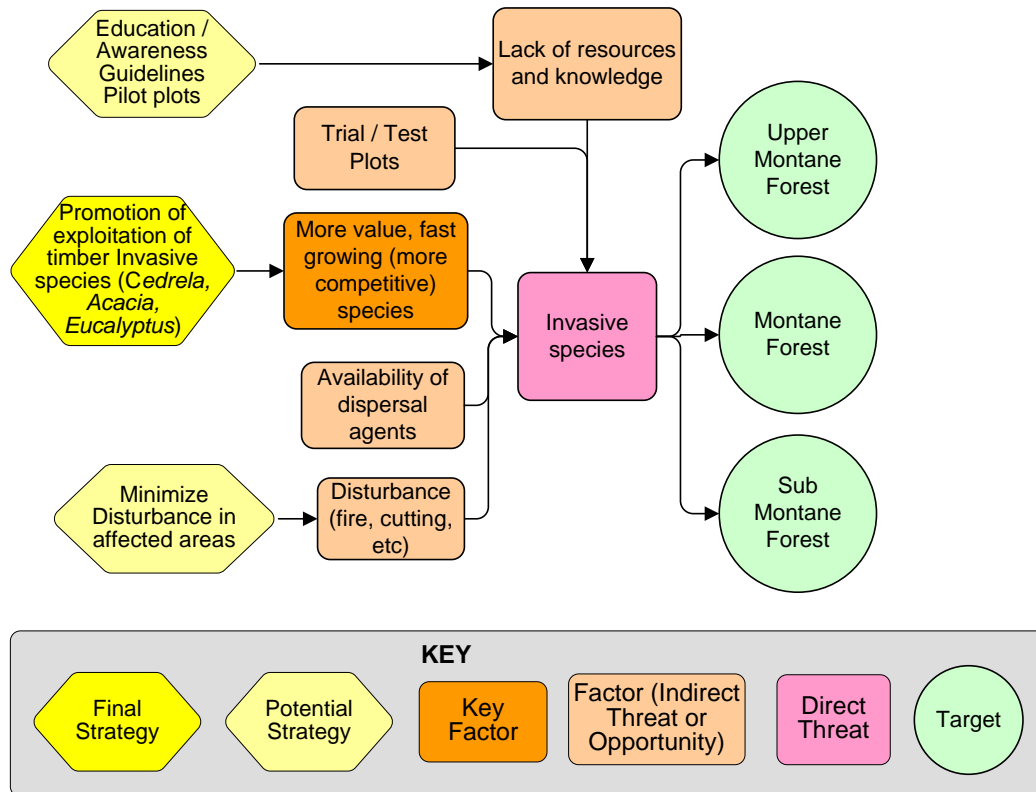 Education /
Awareness
Guidelines
Pilot plots
Lack of resources
and knowledge
Trial / Test
Plots
Upper
Montane
Forest
Promotion of
exploitation of
timber Invasive
species (Cedrela,
Acacia,
Eucalyptus)
More value, fast
growing (more
competitive)
species
Invasive
species
Montane
Forest
Availability of
dispersal
agents
Minimize
Disturbance in
affected areas
Disturbance
(fire, cutting,
etc)
Sub
Montane
Forest
KEY
Final
Strategy
Potential
Strategy
Key
Factor
Factor (Indirect
Threat or
Opportunity)
Direct
Threat
Target